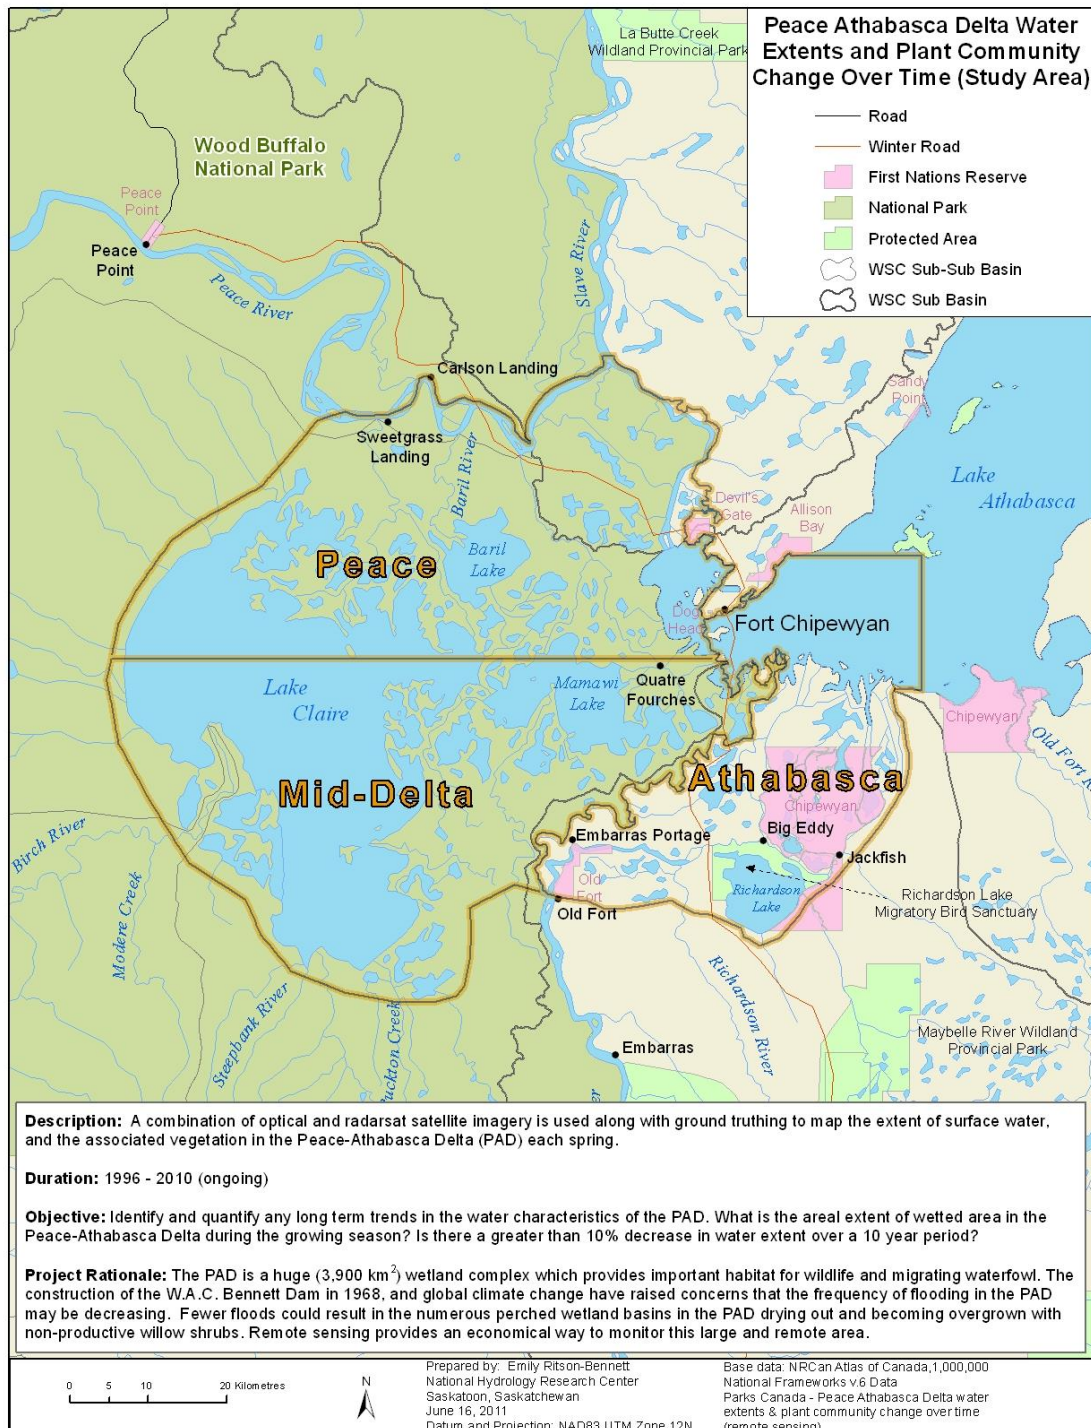 Peace Athabasca Delta Water
Extents and Plant Community
Change Over Time (Study Area)
Road
Winter Road
First Nations Reserve
National Park
Protected Area
WSC Sub-Sub Basin
WSC Sub Basin
La Butte Creek
Wildland Provincial Park
Wood Buffalo
National Park
Peace
Point
Peace
Point
Peace River
Slave River
Carlson Landing
Sweetgrass
Landing
Baril River
Sandy
Point
Lake
Athabasca
Devil's
Gate
Allison
Bay
Peace
Baril
Lake
Dog
Head
Fort Chipewyan
Lake
Claire
Mamawi
Lake
Quatre
Fourches
Chipewyan
Old Fort
Mid-Delta
Athabasca
Chipewyan
Birch River
Embarras Portage
Big Eddy
Jackfish
Old
Fort
Old Fort
Richardson
Lake
Richardson Lake
Migratory Bird Sanctuary
Modere Creek
Steepbank River
Richardson River
Embarras
Maybelle River Wildland
Provincial Park
Description: A combination of optical and radarsat satellite imagery is used along with ground truthing to map the extent of surface water,
and the associated vegetation in the Peace-Athabasca Delta (PAD) each spring.
Duration: 1996 - 2010 (ongoing)
Objective: Identify and quantify any long term trends in the water characteristics of the PAD. What is the areal extent of wetted area in the
Peace-Athabasca Delta during the growing season? Is there a greater than 10% decrease in water extent over a 10 year period?
Project Rationale: The PAD is a huge (3,900 km²) wetland complex which provides important habitat for wildlife and migrating waterfowl. The
construction of the W.A.C. Bennett Dam in 1968, and global climate change have raised concerns that the frequency of flooding in the PAD
may be decreasing. Fewer floods could result in the numerous perched wetland basins in the PAD drying out and becoming overgrown with
non-productive willow shrubs. Remote sensing provides an economical way to monitor this large and remote area.
0 5 10 20 Kilometres
N
Prepared by: Emily Ritson-Bennett
National Hydrology Research Center
Saskatoon, Saskatchewan
June 16, 2011
Datum and Projection: NAD83 UTM Zone 12N
Base data: NRCan Atlas of Canada,1,000,000
National Frameworks v.6 Data
Parks Canada - Peace Athabasca Delta water
extents & plant community change over time
(remote sensing)